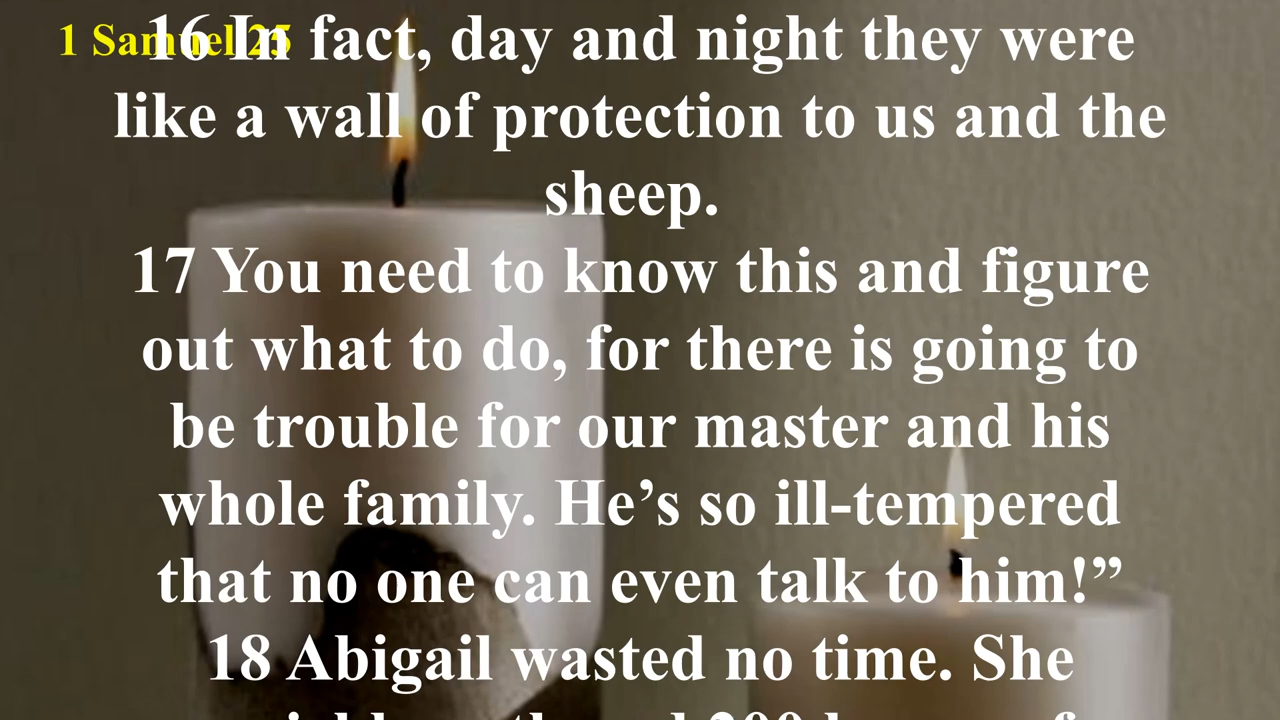 1 Samuel 25
16 In fact, day and night they were
like a wall of protection to us and the
sheep.
17 You need to know this and figure
out what to do, for there is going to
be trouble for our master and his
whole family. He’s so ill-tempered
that no one can even talk to him!”
18 Abigail wasted no time. She